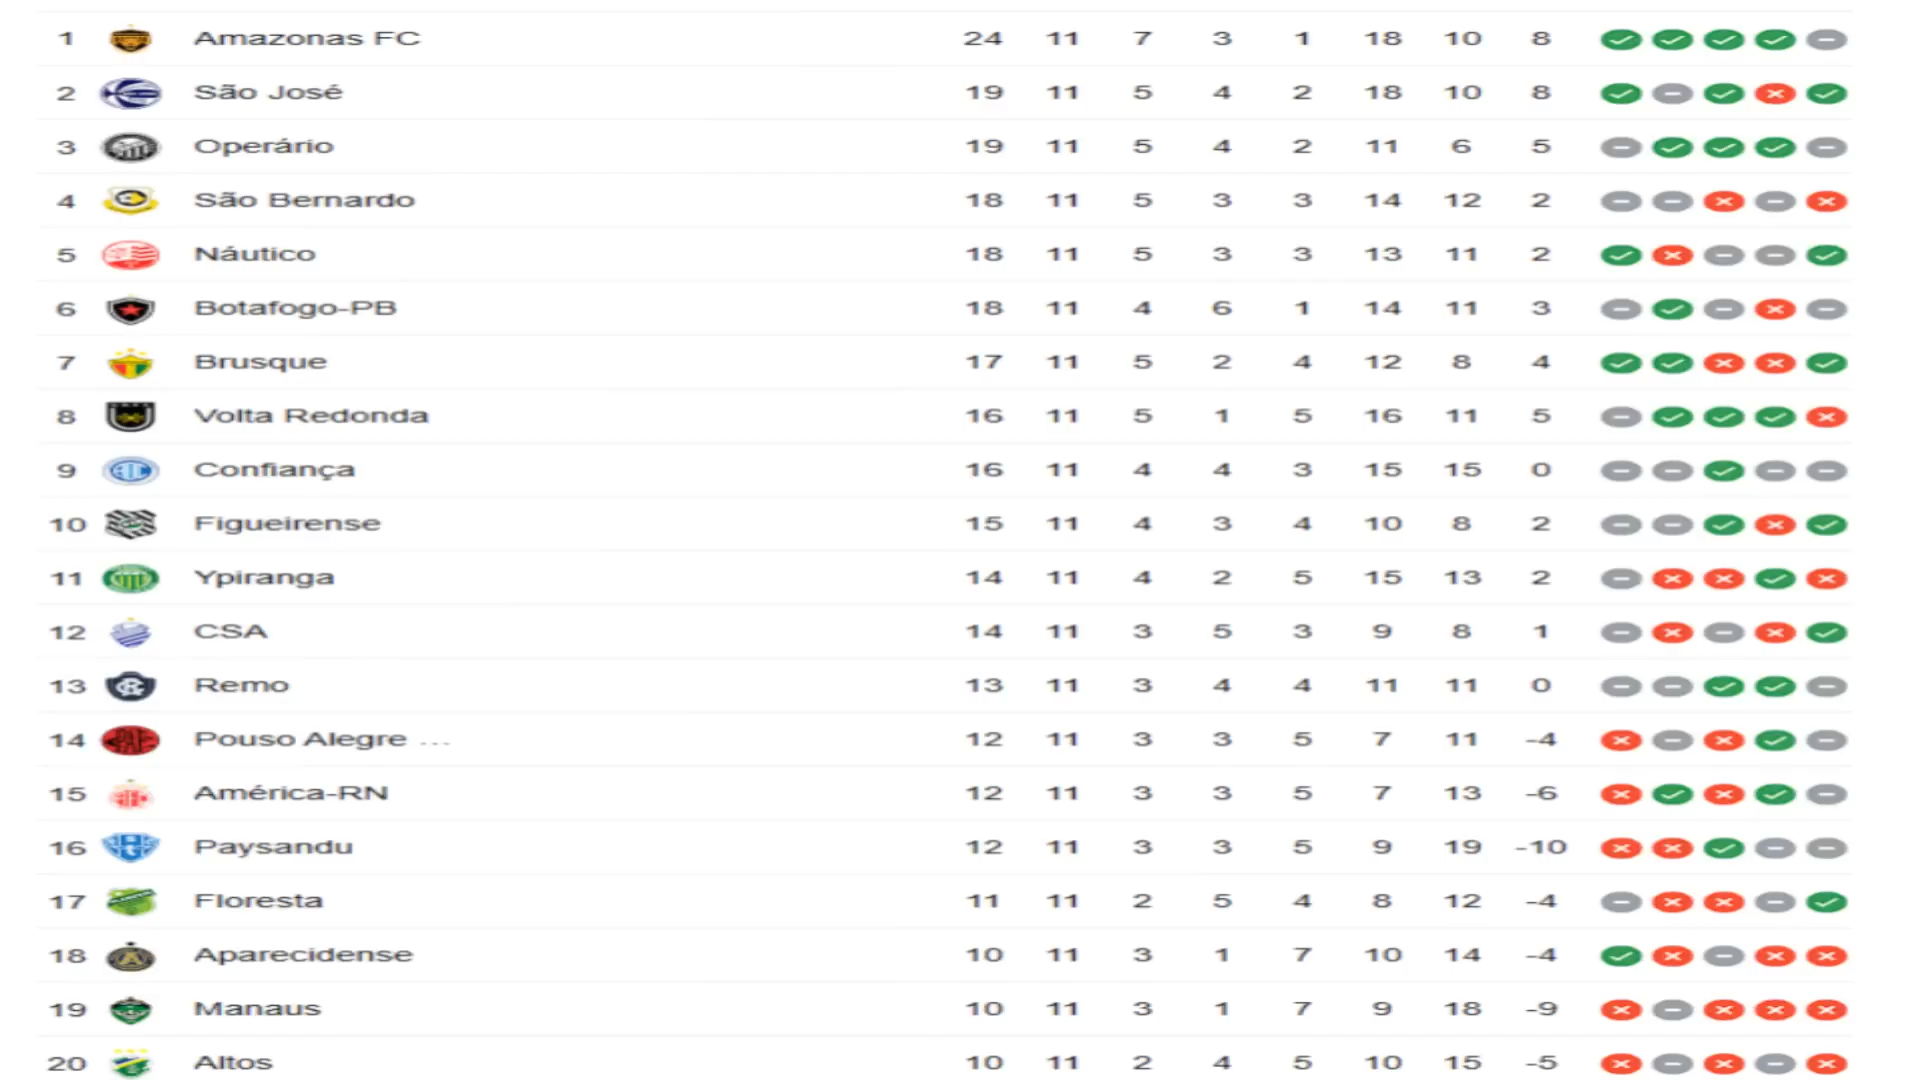 1 Amazonas FC 24 11 7 3 1 18 10 8
2 São José 19 11 5 4 2 18 10 8
3 Operário 19 11 5 4 2 11 6 5
4 São Bernardo 18 11 5 3 3 14 12 2
5 Náutico 18 11 5 3 3 13 11 2
6 Botafogo-PB 18 11 4 6 1 14 11 3
7 Brusque 17 11 5 2 4 12 8 4
8 Volta Redonda 16 11 5 1 5 16 11 5
9 Confiança 16 11 4 4 3 15 15 0
10 Figueirense 15 11 4 3 4 10 8 2
11 Ypiranga 14 11 4 2 5 15 13 2
12 CSA 14 11 3 5 3 9 8 1
13 Remo 13 11 3 4 4 11 11 0
14 Pouso Alegre ... 12 11 3 3 5 7 11 -4
15 América-RN 12 11 3 3 5 7 13 -6
16 Paysandu 12 11 3 3 5 9 19 -10
17 Floresta 11 11 2 5 4 8 12 -4
18 Aparecidense 10 11 3 1 7 10 14 -4
19 Manaus 10 11 3 1 7 9 18 -9
20 Altos 10 11 2 4 5 10 15 -5